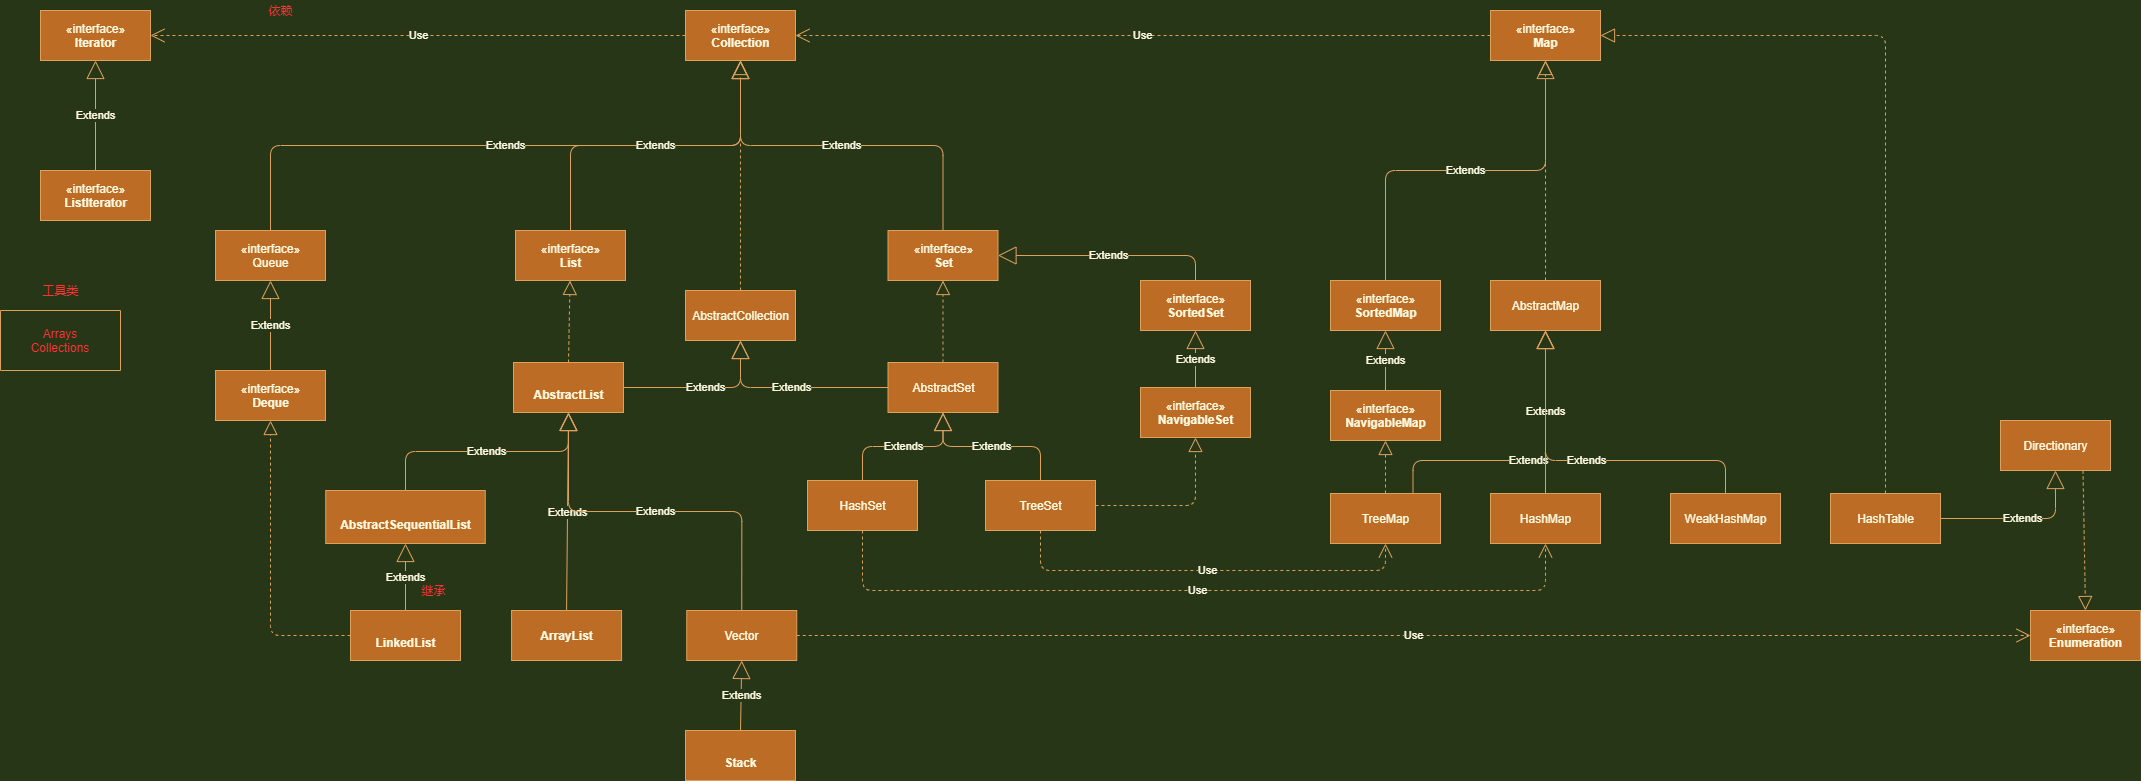 依赖
«interface»
Iterator
Use
«interface»
Collection
Use
«interface»
Map
Extends
«interface»
ListIterator
Extends
Extends
Extends
Extends
«interface»
Queue
«interface»
List
«interface»
Set
Extends
工具类
Arrays
Collections
Extends
AbstractCollection
«interface»
SortedSet
«interface»
SortedMap
AbstractMap
Extends
Extends
«interface»
Deque
AbstractList
Extends
Extends
AbstractSet
«interface»
NavigableSet
«interface»
NavigableMap
Extends
Extends
Extends
Extends
Extends
Extends
Directionary
AbstractSequentialList
Extends
Extends
HashSet
TreeSet
TreeMap
HashMap
WeakHashMap
HashTable
Extends
Extends
继承
Use
Use
LinkedList
ArrayList
Vector
Use
«interface»
Enumeration
Extends
Stack